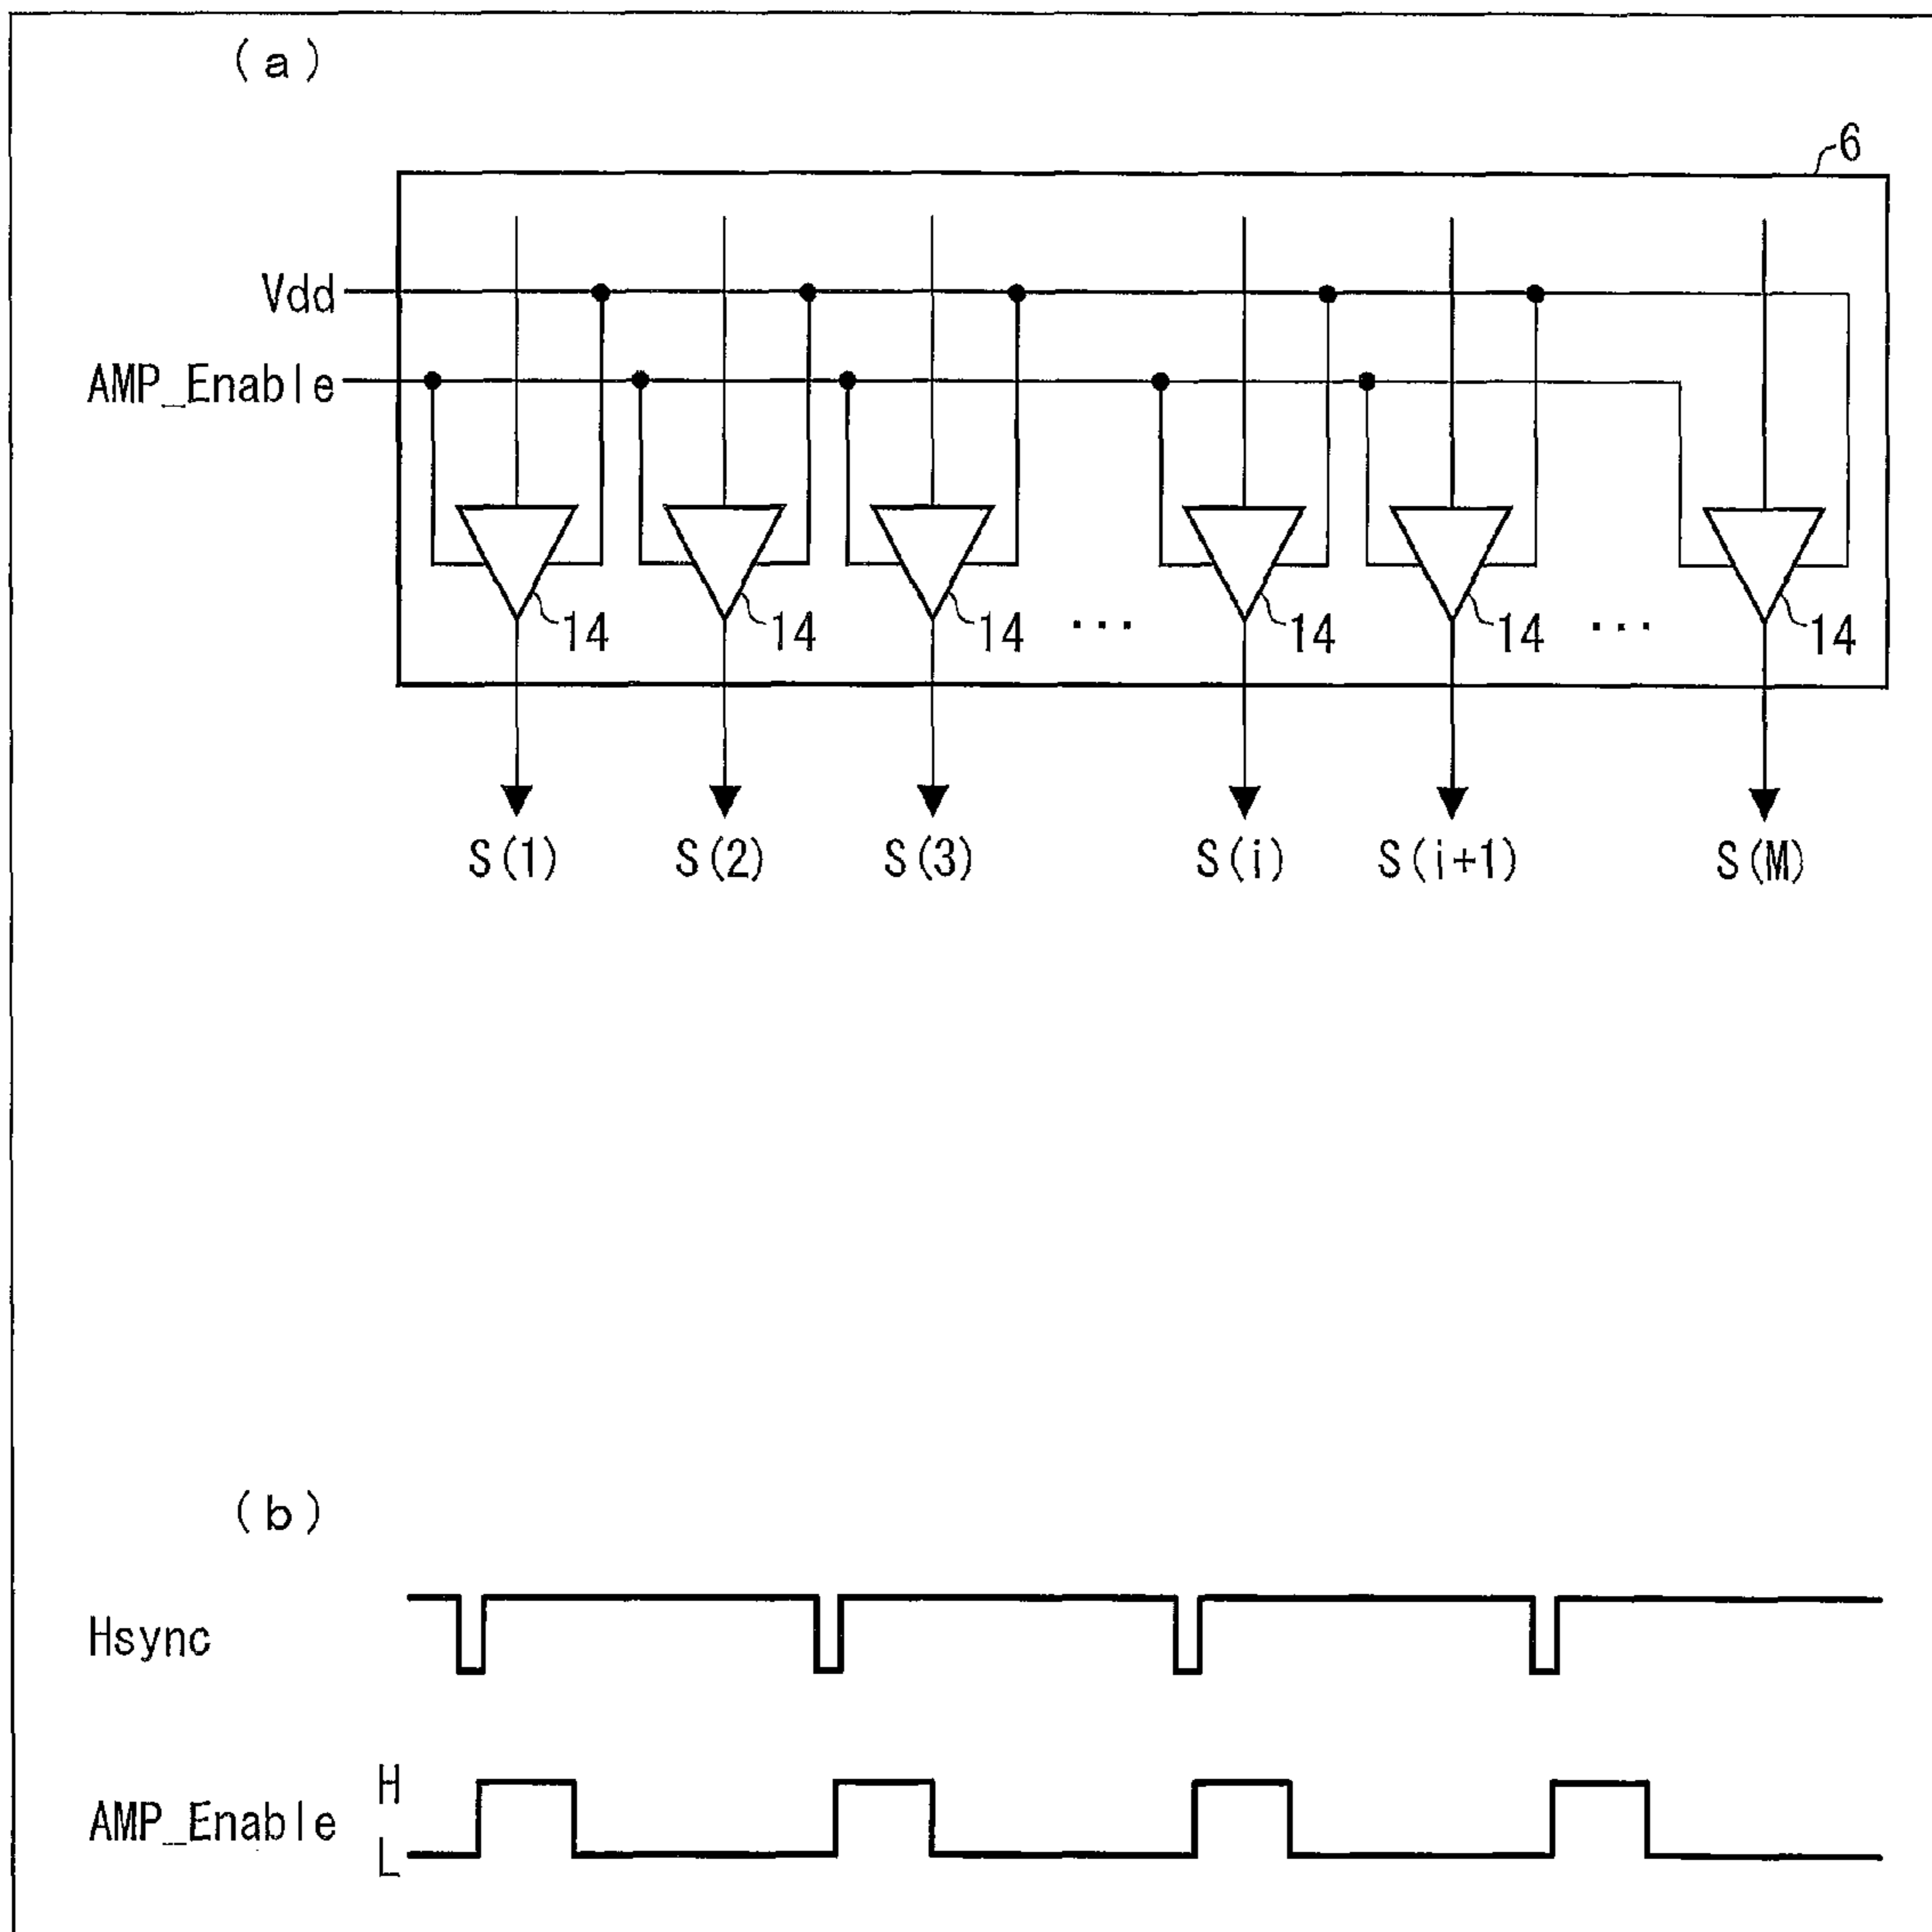 (a)
6
Vdd
AMP_Enable
14 14 14 ... 14 14 ... 14
S(1) S(2) S(3) S(i) S(i+1) S(M)
(b)
Hsync
H
AMP_Enable
L